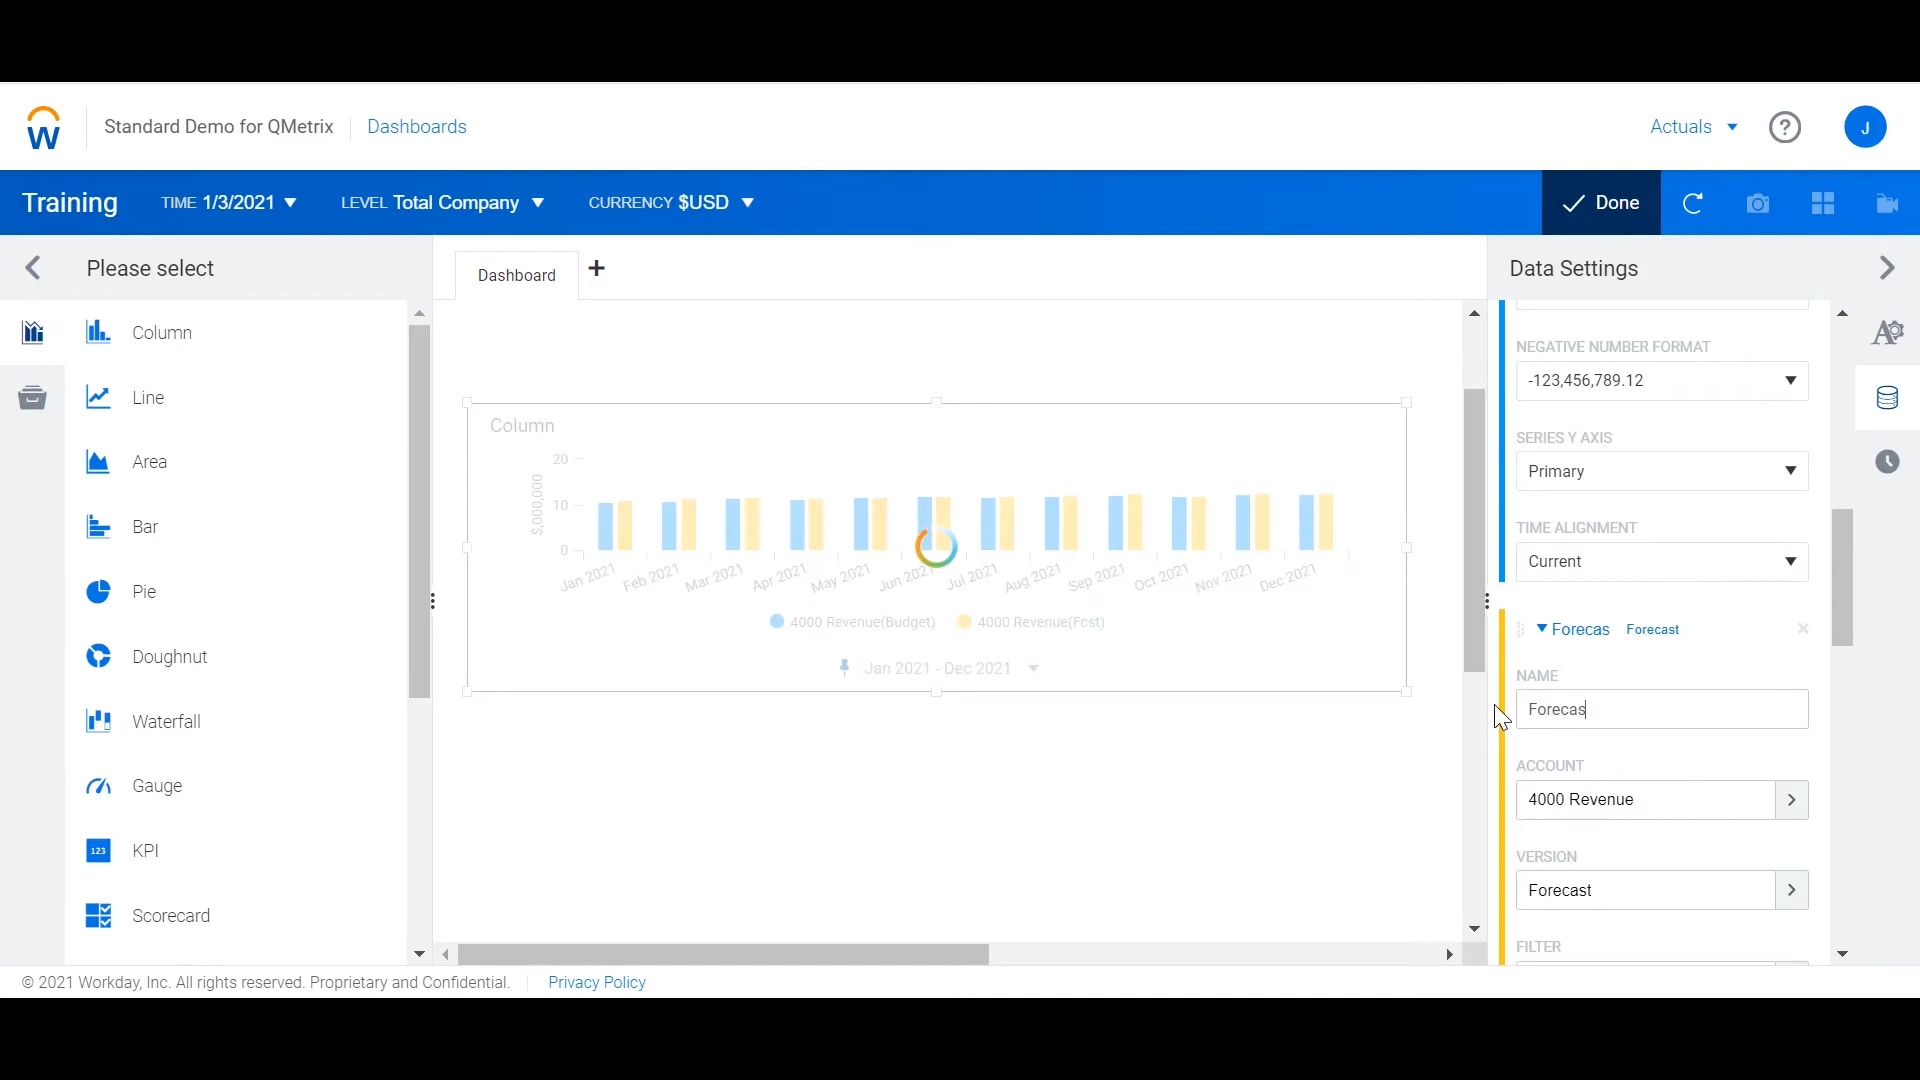 W Standard Demo for QMetrix Dashboards Actuals ? J
Training TIME 1/3/2021 LEVEL Total Company CURRENCY $USD Done
Please select
Column
Line
Area
Bar
Pie
Doughnut
Waterfall
Gauge
123 KPI
Scorecard
Dashboard +
Column
$,000,000
20
10
0
Jan 2021 Feb 2021 Mar 2021 Apr 2021 May 2021 Jun 2021 Jul 2021 Aug 2021 Sep 2021 Oct 2021 Nov 2021 Dec 2021
4000 Revenue(Budget) 4000 Revenue(Fcst)
Jan 2021 - Dec 2021
Data Settings
NEGATIVE NUMBER FORMAT
-123,456,789.12
SERIES Y AXIS
Primary
TIME ALIGNMENT
Current
Forecas Forecast
NAME
Forecas
ACCOUNT
4000 Revenue
VERSION
Forecast
FILTER
© 2021 Workday, Inc. All rights reserved. Proprietary and Confidential. Privacy Policy